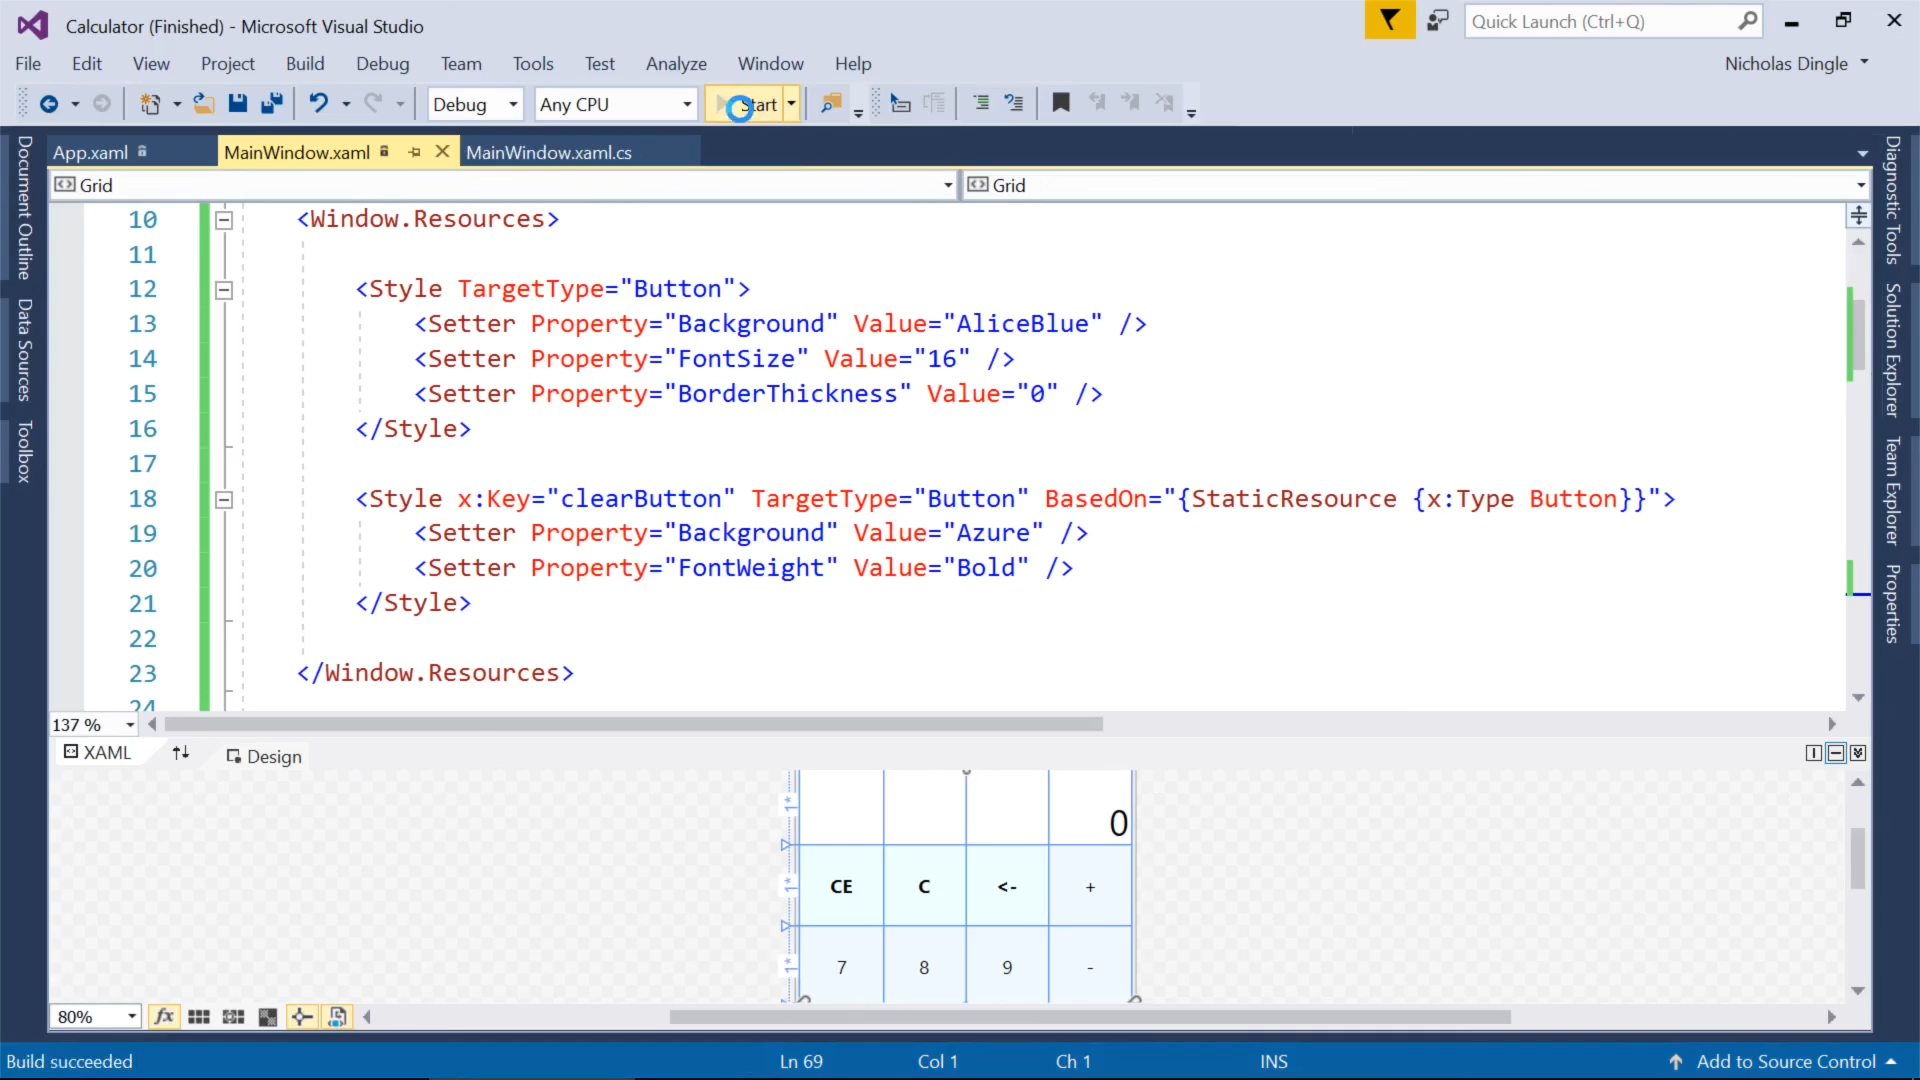 Calculator (Finished) - Microsoft Visual Studio
Quick Launch (Ctrl+Q)
File Edit View Project Build Debug Team Tools Test Analyze Window Help
Nicholas Dingle
Debug Any CPU Start
App.xaml MainWindow.xaml MainWindow.xaml.cs
Grid Grid
10 <Window.Resources>
11
12 <Style TargetType="Button">
13 <Setter Property="Background" Value="AliceBlue" />
14 <Setter Property="FontSize" Value="16" />
15 <Setter Property="BorderThickness" Value="0" />
16 </Style>
17
18 <Style x:Key="clearButton" TargetType="Button" BasedOn="{StaticResource {x:Type Button}}">
19 <Setter Property="Background" Value="Azure" />
20 <Setter Property="FontWeight" Value="Bold" />
21 </Style>
22
23 </Window.Resources>
24
Document Outline
Data Sources
Toolbox
Diagnostic Tools
Solution Explorer
Team Explorer
Properties
137 %
XAML Design
1* 0
1* CE C <- +
1* 7 8 9 -
80% fx
Build succeeded Ln 69 Col 1 Ch 1 INS Add to Source Control